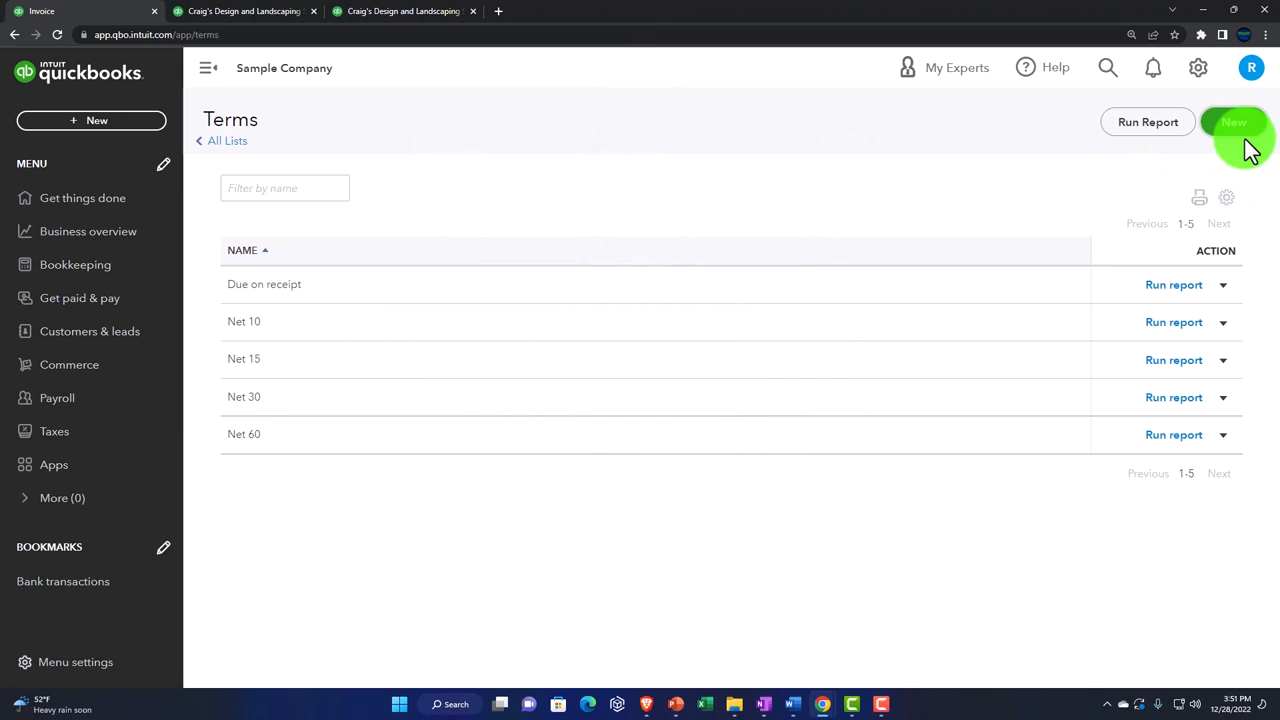 Invoice
Craig's Design and Landscaping S
Craig's Design and Landscaping S
app.qbo.intuit.com/app/terms
INTUIT
quickbooks.
Sample Company
My Experts
Help
R
+ New
Terms
All Lists
Run Report
New
MENU
Get things done
Business overview
Bookkeeping
Get paid & pay
Customers & leads
Commerce
Payroll
Taxes
Apps
More (0)
BOOKMARKS
Bank transactions
Menu settings
Filter by name
Previous 1-5 Next
NAME ACTION
Due on receipt Run report
Net 10 Run report
Net 15 Run report
Net 30 Run report
Net 60 Run report
Previous 1-5 Next
52°F
Heavy rain soon
Search
3:51 PM
12/28/2022